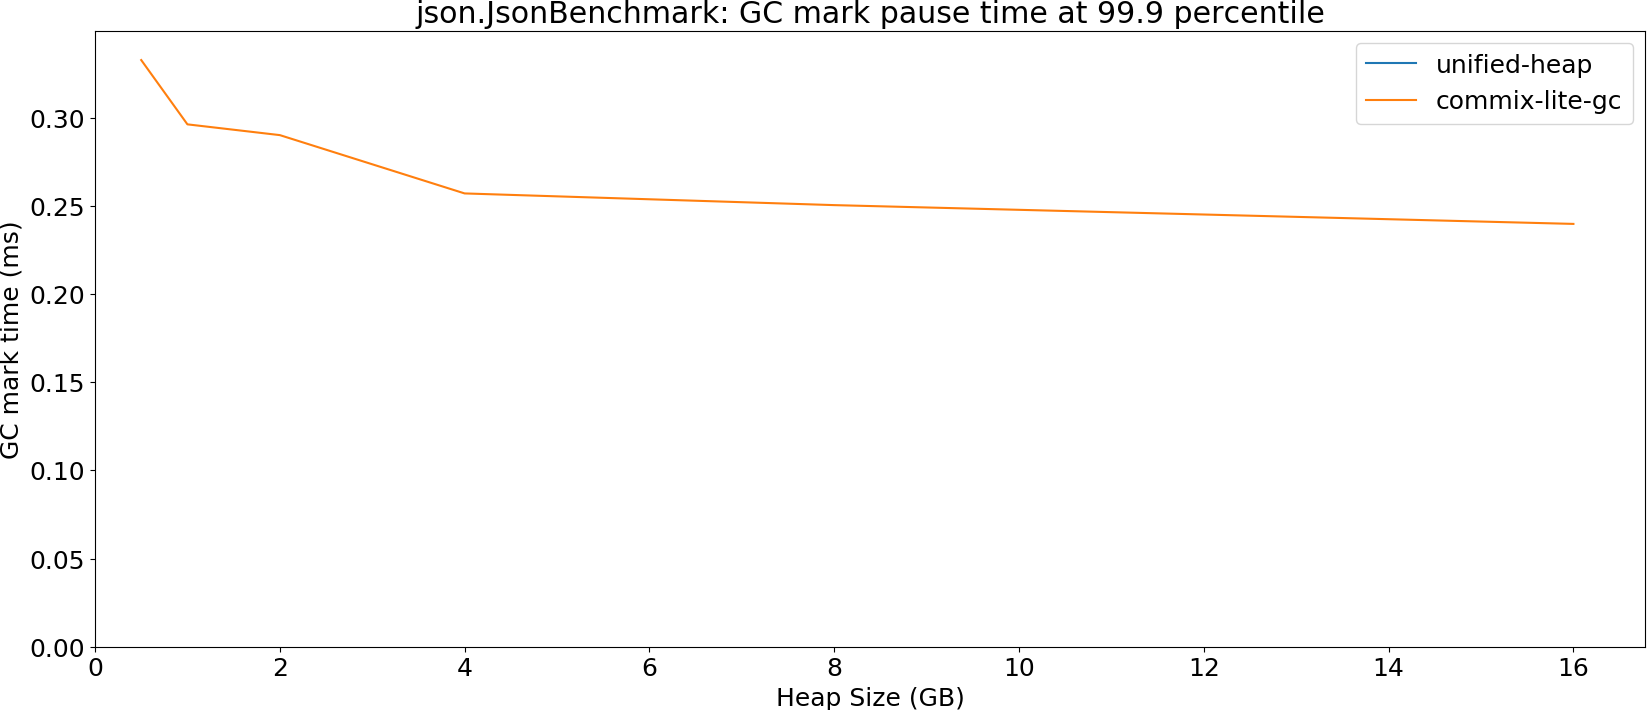 json.JsonBenchmark: GC mark pause time at 99.9 percentile
unified-heap
commix-lite-gc
GC mark time (ms)
0.30
0.25
0.20
0.15
0.10
0.05
0.00
0 2 4 6 8 10 12 14 16
Heap Size (GB)